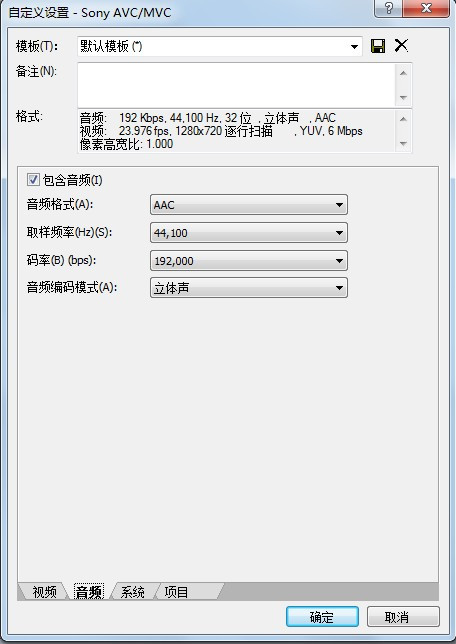 自定义设置 - Sony AVC/MVC
模板(T): 默认模板 (*)
备注(N):
格式: 音频: 192 Kbps, 44,100 Hz, 32 位 , 立体声 , AAC
视频: 23.976 fps, 1280x720 逐行扫描 , YUV, 6 Mbps
像素高宽比: 1.000
包含音频(I)
音频格式(A): AAC
取样频率(Hz)(S): 44,100
码率(B) (bps): 192,000
音频编码模式(A): 立体声
视频 音频 系统 项目
确定 取消